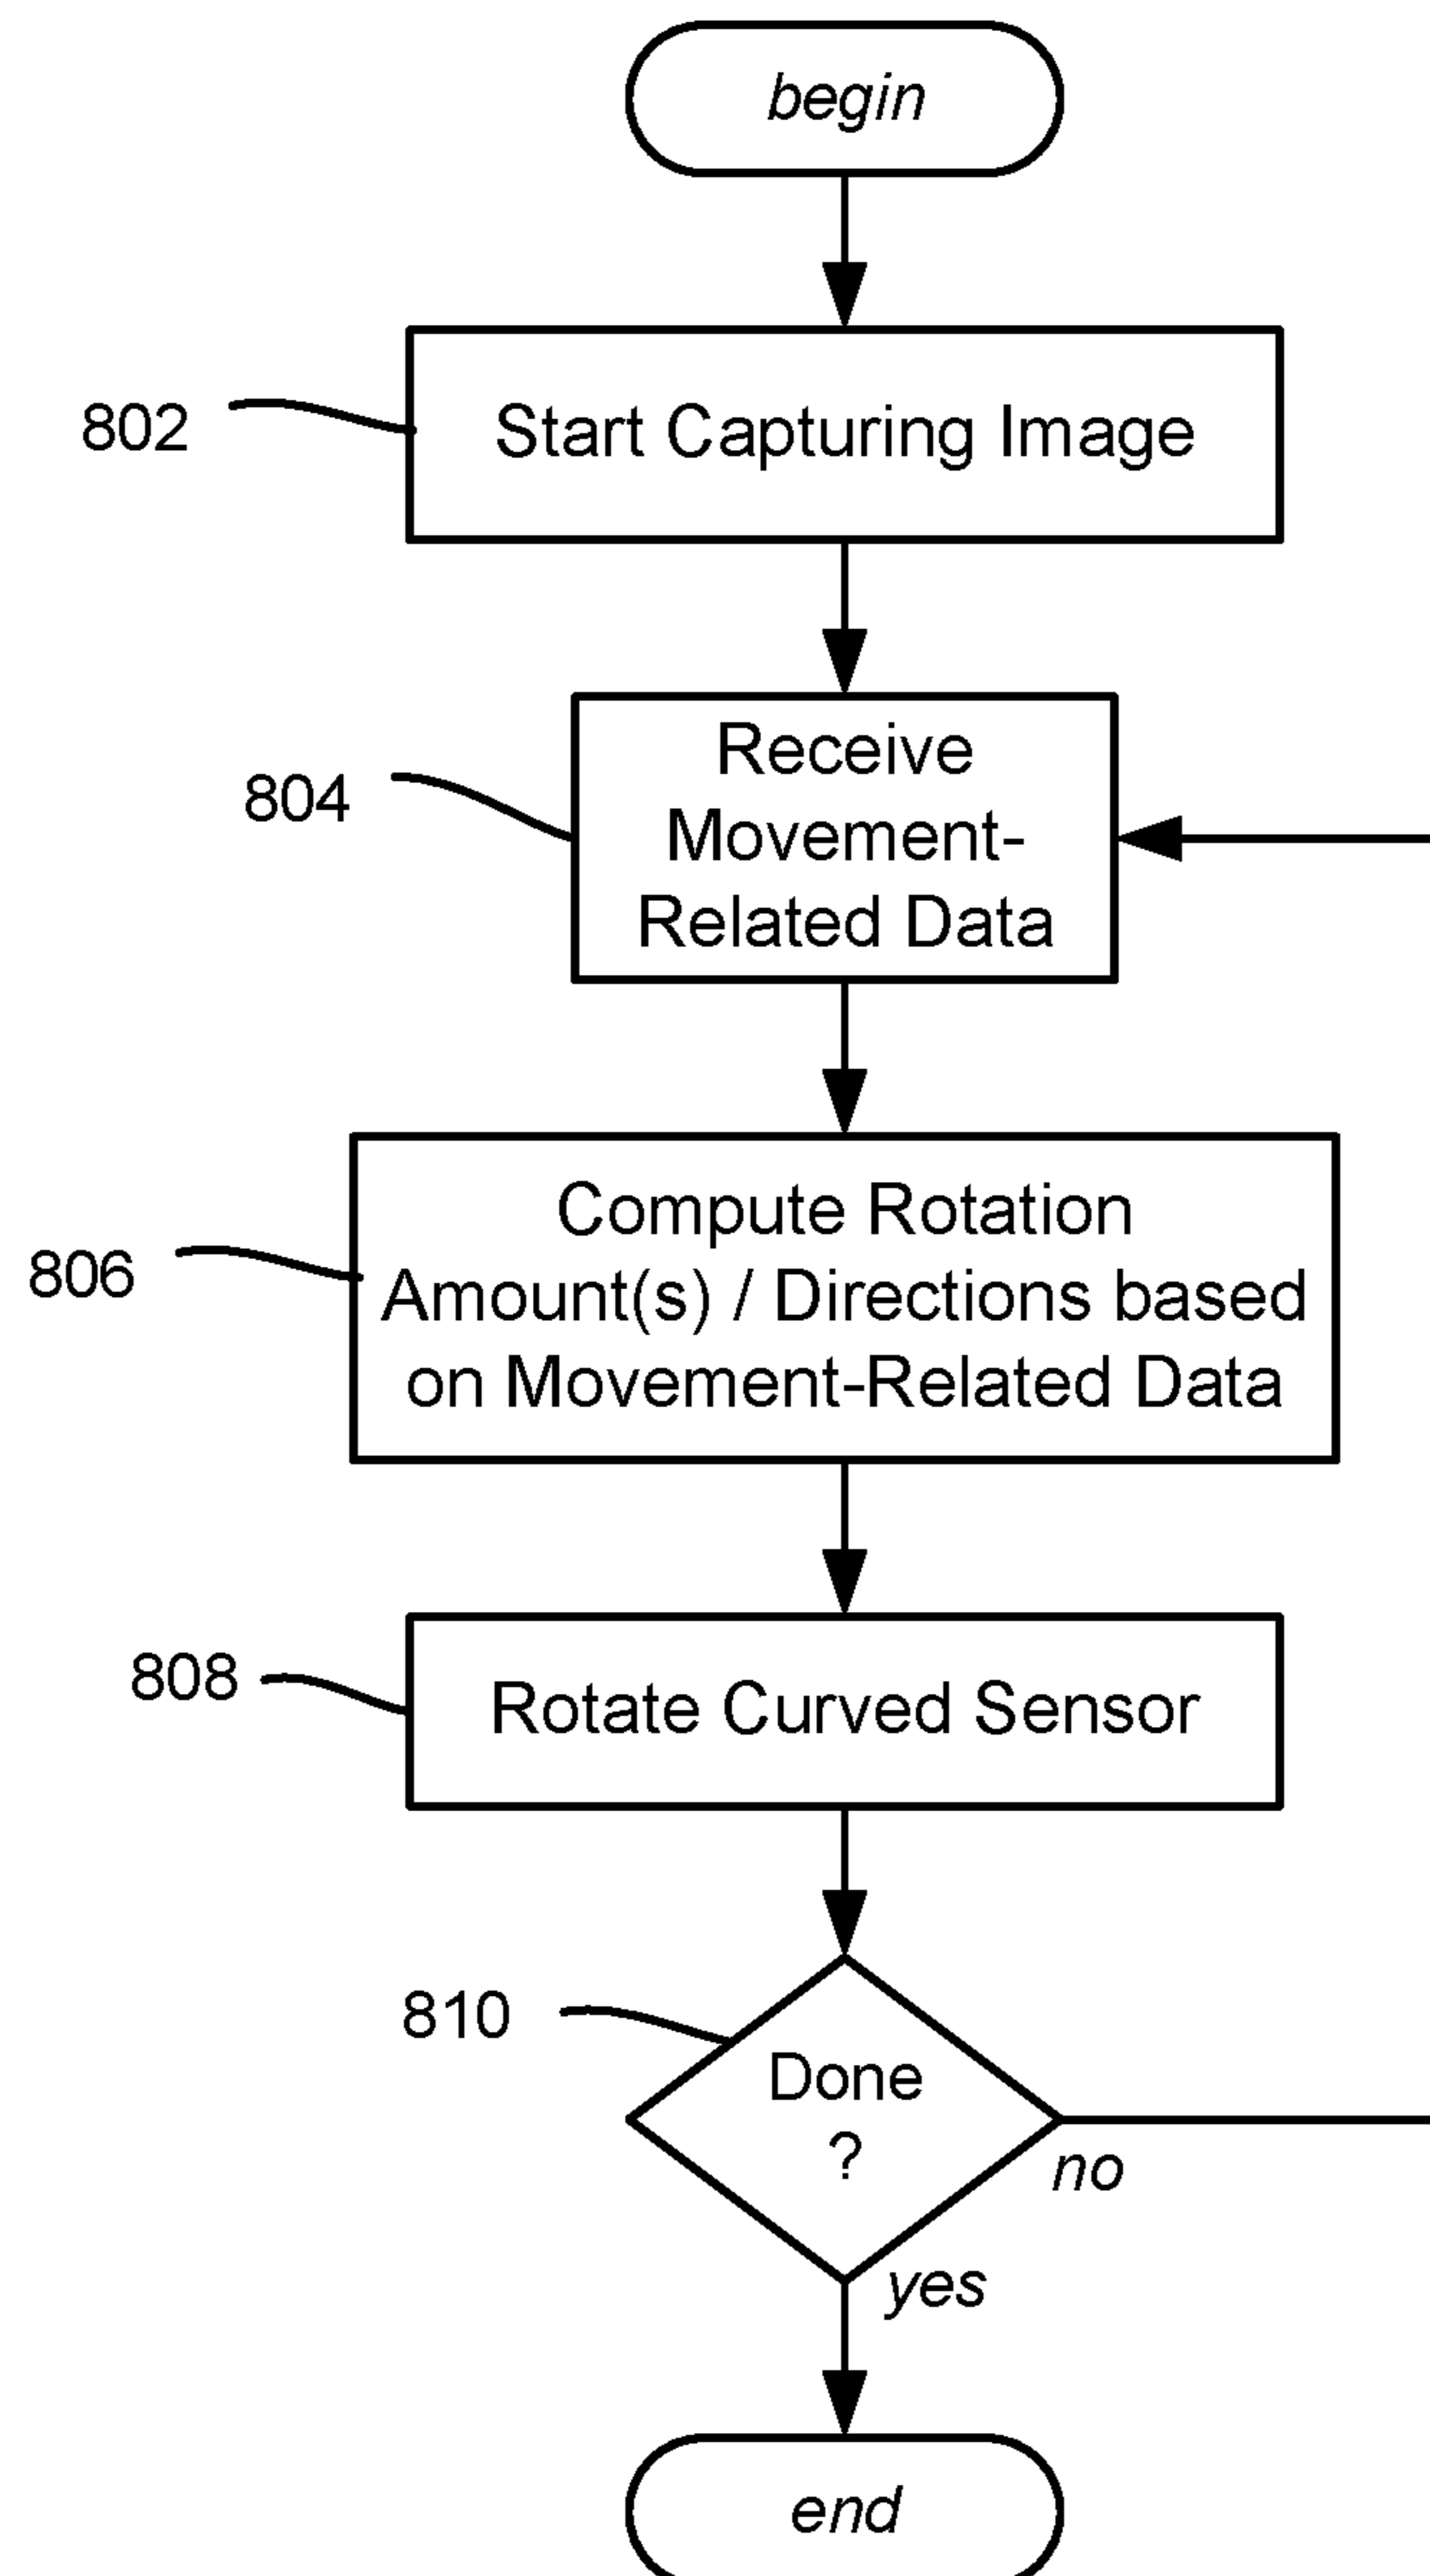 begin
802
Start Capturing Image
804
Receive
Movement-
Related Data
806
Compute Rotation
Amount(s) / Directions based
on Movement-Related Data
808
Rotate Curved Sensor
810
Done
?
no
yes
end